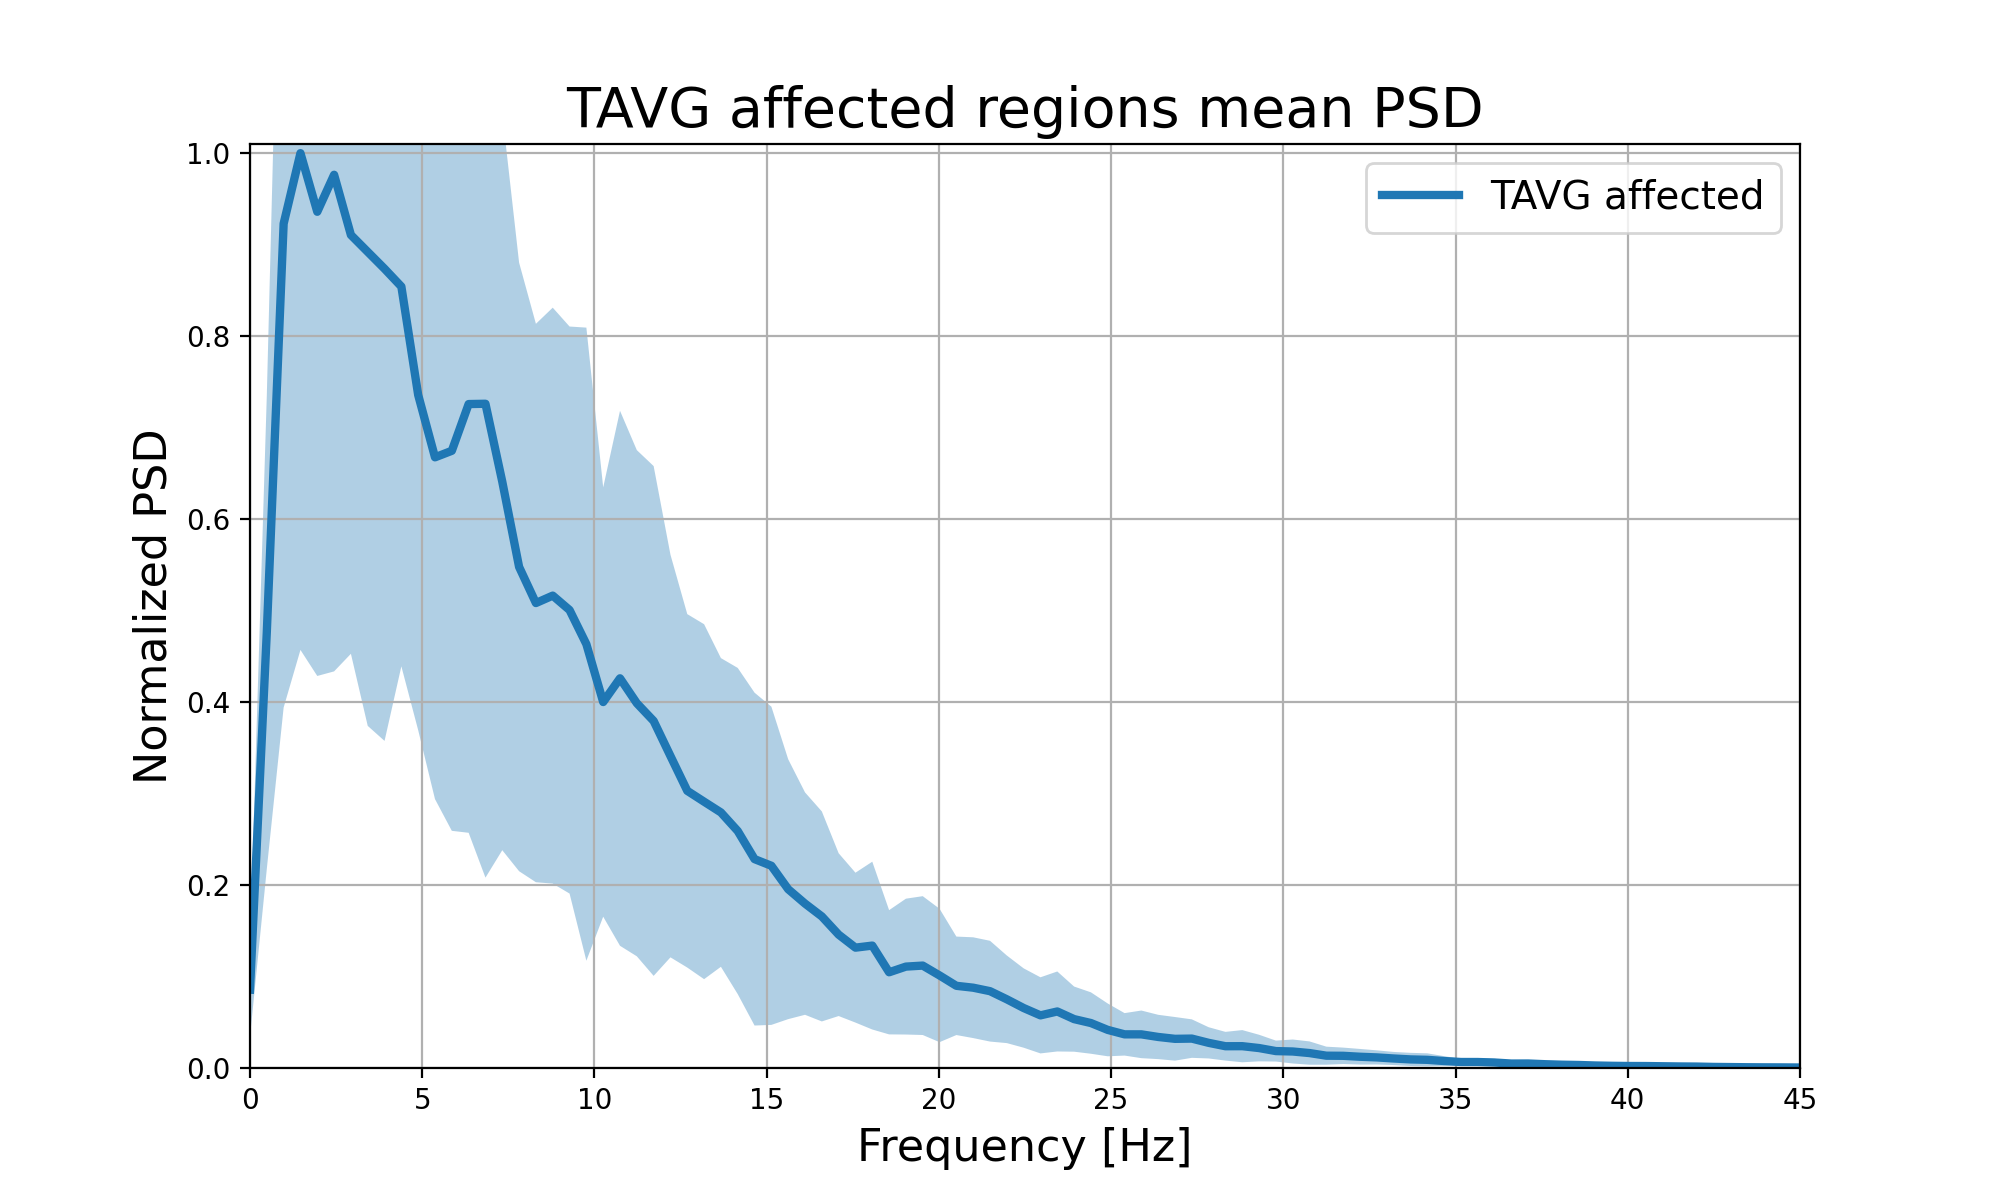 TAVG affected regions mean PSD
TAVG affected
Normalized PSD
1.0
0.8
0.6
0.4
0.2
0.0
0 5 10 15 20 25 30 35 40 45
Frequency [Hz]